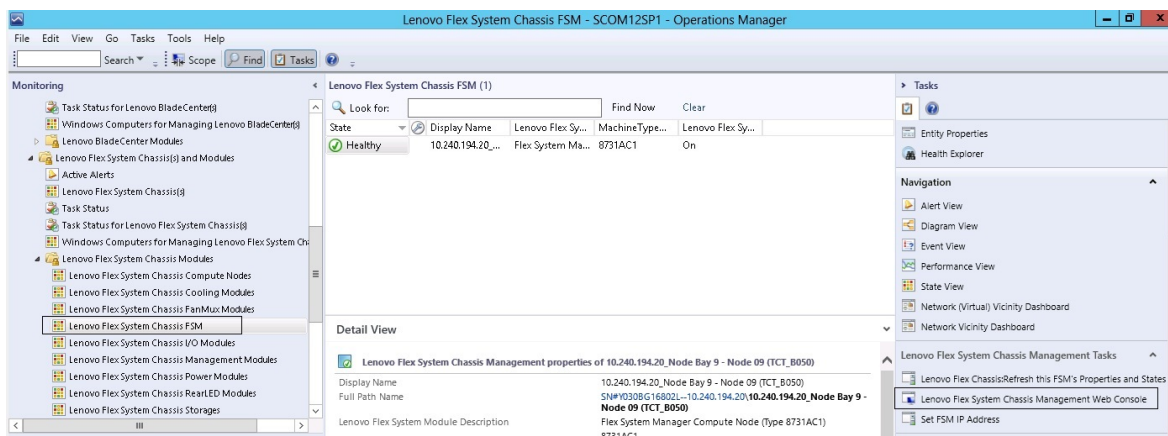 Lenovo Flex System Chassis FSM - SCOM12SP1 - Operations Manager
File Edit View Go Tasks Tools Help
Search Scope Find Tasks
Monitoring
Task Status for Lenovo BladeCenter(s)
Windows Computers for Managing Lenovo BladeCenter(s)
Lenovo BladeCenter Modules
Lenovo Flex System Chassis(s) and Modules
Active Alerts
Lenovo Flex System Chassis(s)
Task Status
Task Status for Lenovo Flex System Chassis(s)
Windows Computers for Managing Lenovo Flex System Ch
Lenovo Flex System Chassis Modules
Lenovo Flex System Chassis Compute Nodes
Lenovo Flex System Chassis Cooling Modules
Lenovo Flex System Chassis FanMux Modules
Lenovo Flex System Chassis FSM
Lenovo Flex System Chassis I/O Modules
Lenovo Flex System Chassis Management Modules
Lenovo Flex System Chassis Power Modules
Lenovo Flex System Chassis RearLED Modules
Lenovo Flex System Chassis Storages
Lenovo Flex System Chassis FSM (1)
Look for: Find Now Clear
State Display Name Lenovo Flex Sy... MachineType... Lenovo Flex Sy...
Healthy 10.240.194.20_... Flex System Ma... 8731AC1 On
Detail View
Lenovo Flex System Chassis Management properties of 10.240.194.20_Node Bay 9 - Node 09 (TCT_B050)
Display Name 10.240.194.20_Node Bay 9 - Node 09 (TCT_B050)
Full Path Name SN#Y030BG16802L--10.240.194.20\10.240.194.20_Node Bay 9 -
Node 09 (TCT_B050)
Lenovo Flex System Module Description Flex System Manager Compute Node (Type 8731AC1)
8731AC1
Tasks
Entity Properties
Health Explorer
Navigation
Alert View
Diagram View
Event View
Performance View
State View
Network (Virtual) Vicinity Dashboard
Network Vicinity Dashboard
Lenovo Flex System Chassis Management Tasks
Lenovo Flex Chassis:Refresh this FSM's Properties and States
Lenovo Flex System Chassis Management Web Console
Set FSM IP Address